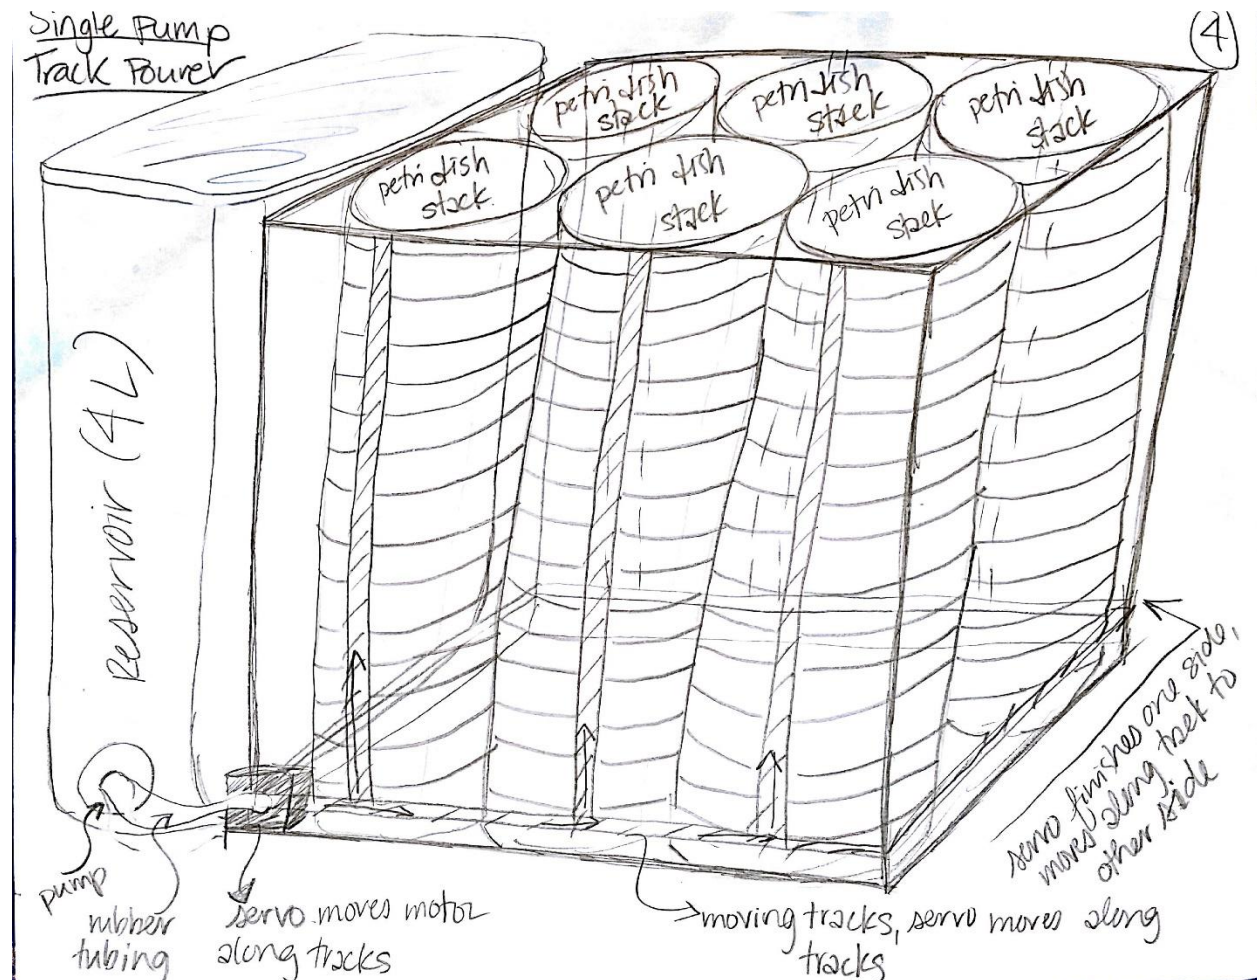 Single Pump
Track Pourer
4
petri dish
stack
petri dish
stack
petri dish
stack
petri dish
stack
petri dish
stack
petri dish
stack
Reservoir (4L)
pump
rubber
tubing
servo moves motor
along tracks
moving tracks, servo moves along
tracks
servo finishes one side,
moves along track to
other side